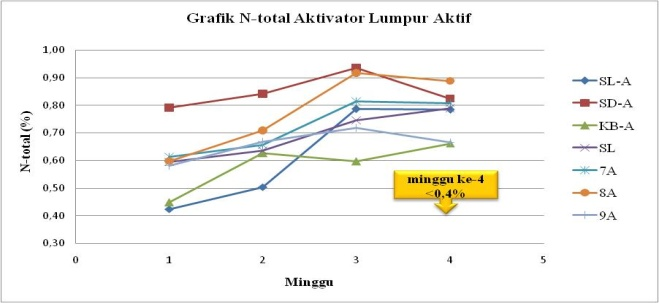 Grafik N-total Aktivator Lumpur Aktif
N-total (%)
1,00
0,90
0,80
0,70
0,60
0,50
0,40
0,30
0 1 2 3 4 5
Minggu
minggu ke-4
<0,4%
SL-A
SD-A
KB-A
SL
7A
8A
9A